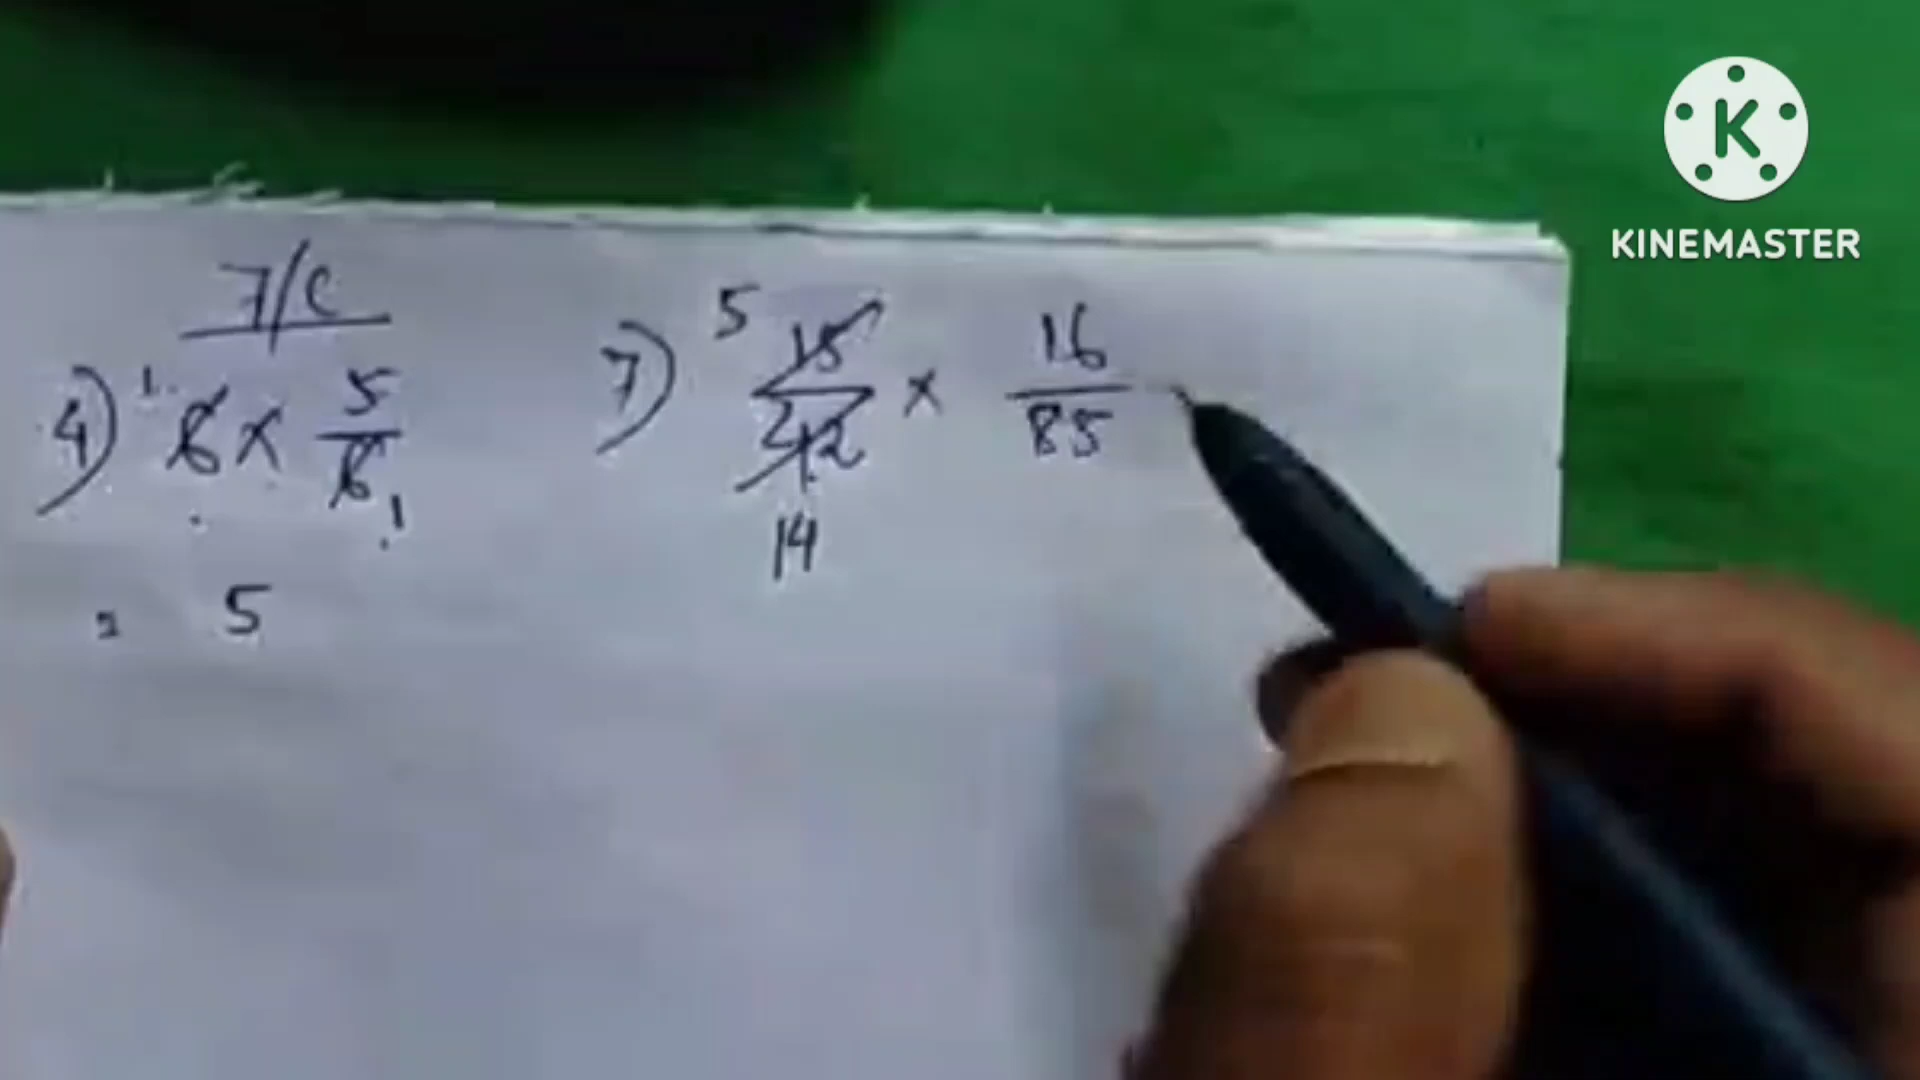 K
KINEMASTER
7/C
4) 1 6 × 5/6 1
= 5
7) 5 15/42 14 × 16/85